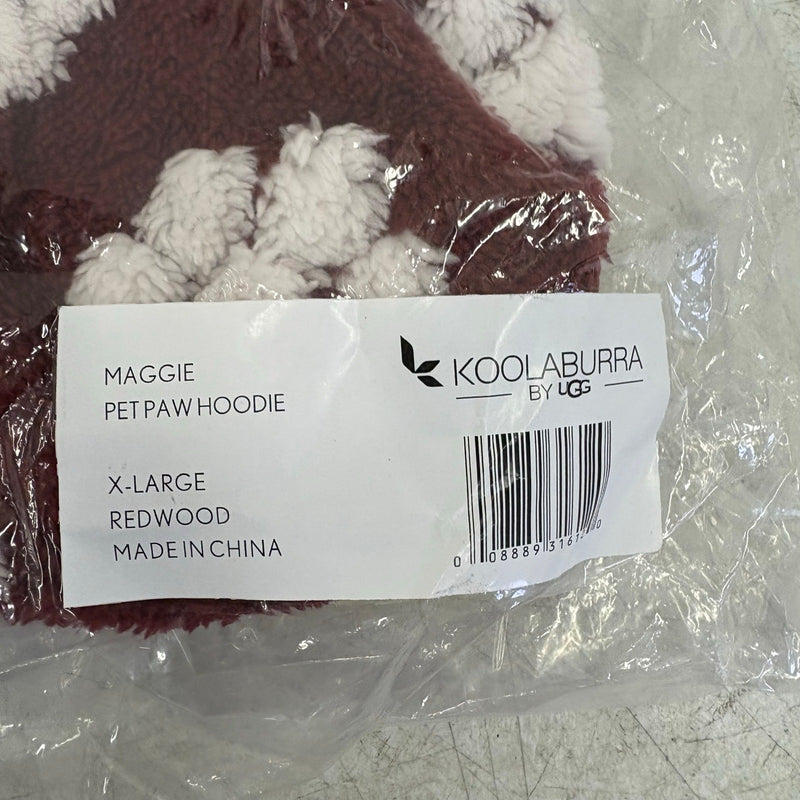 MAGGIE
PET PAW HOODIE
X-LARGE
REDWOOD
MADE IN CHINA
KOOLABURRA
BY UGG